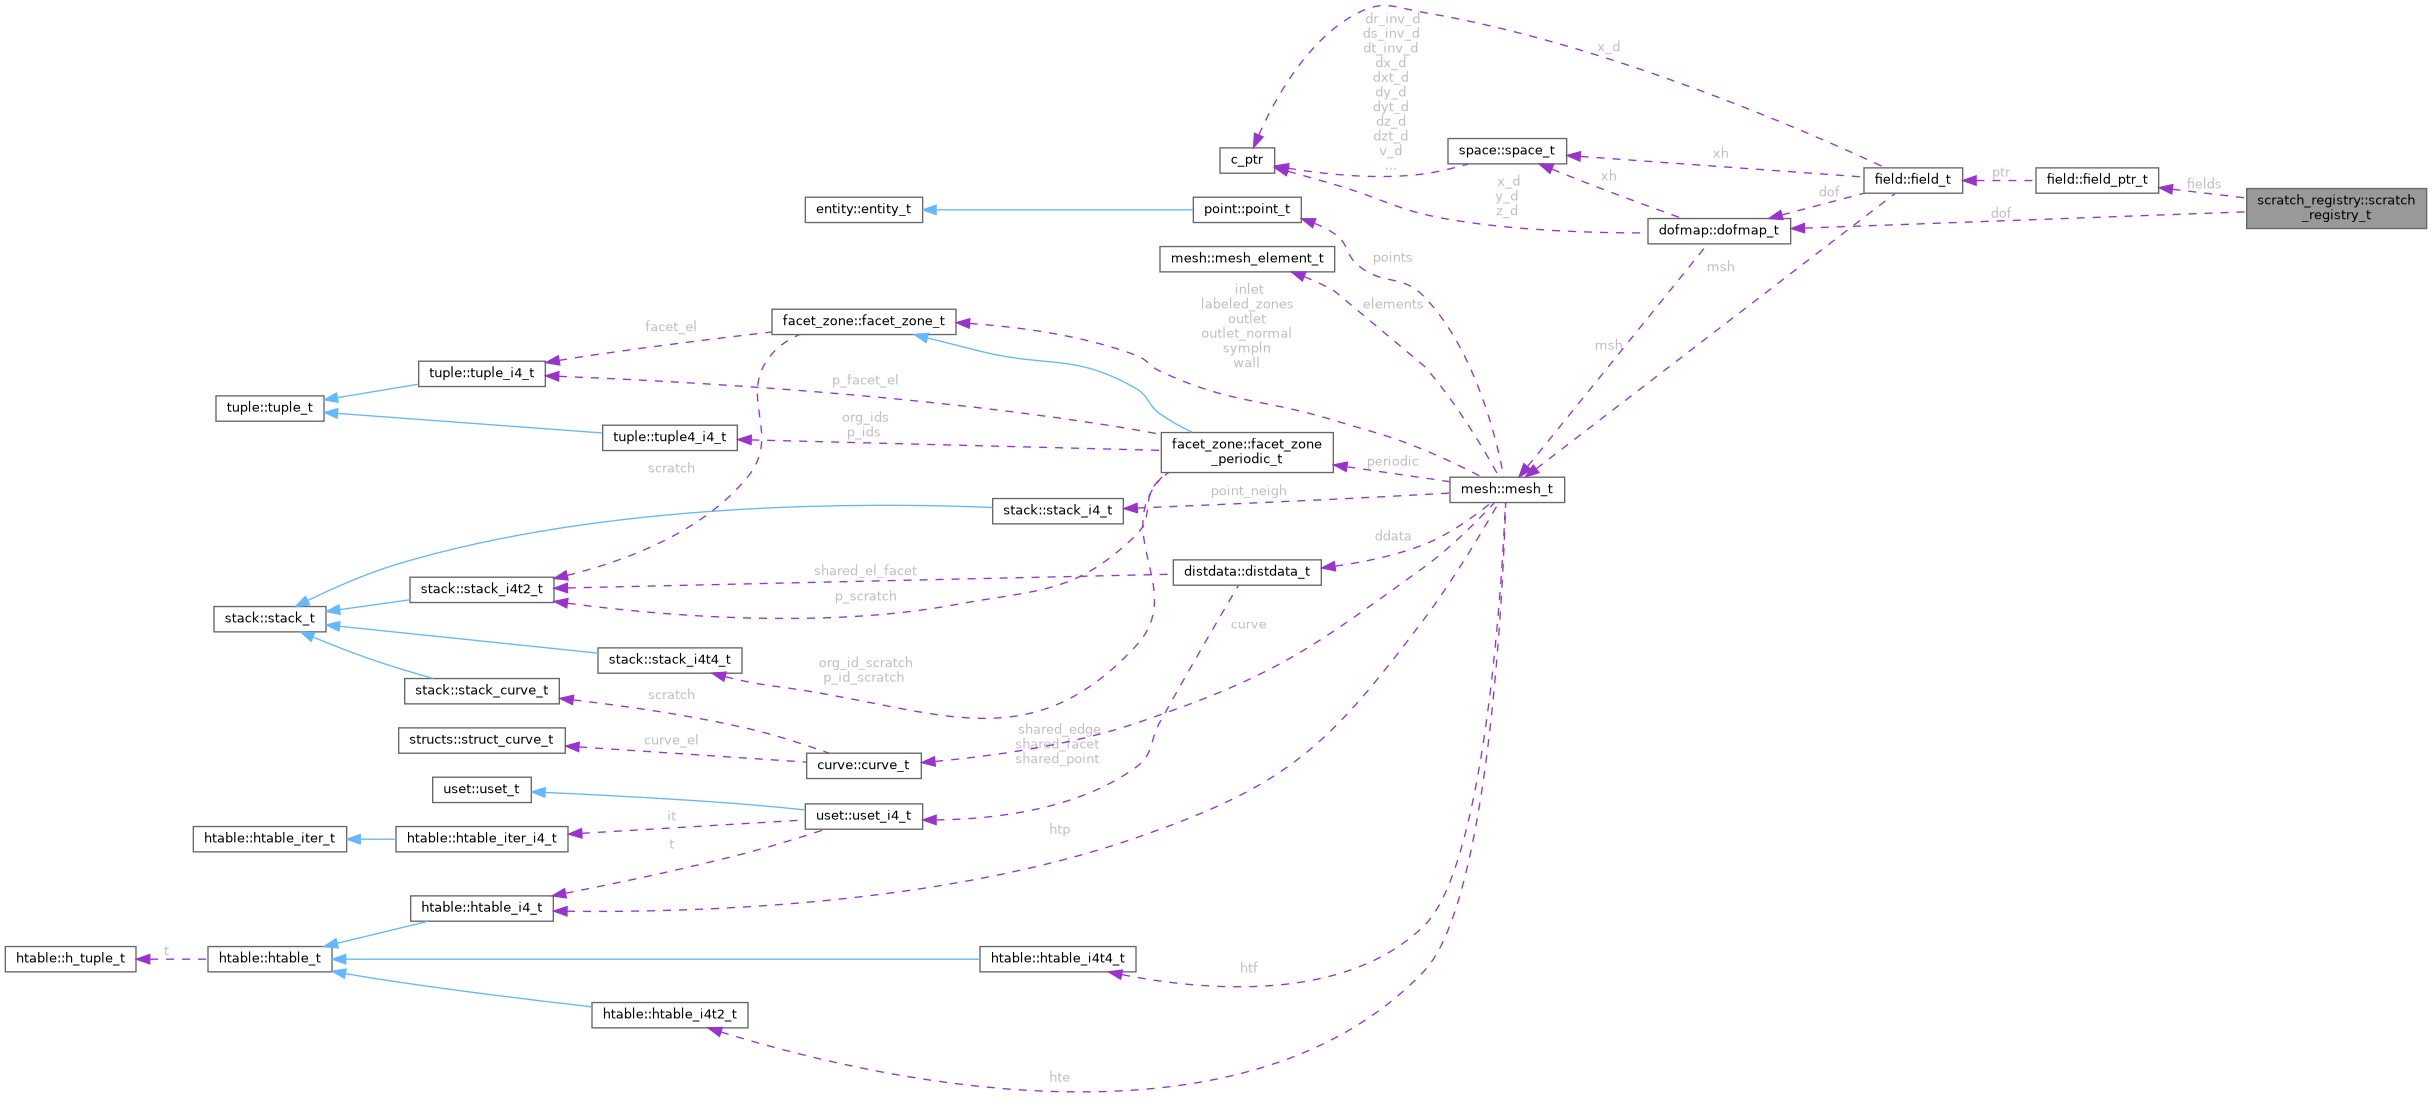 dr_inv_d
ds_inv_d
dt_inv_d
dx_d
dxt_d
dy_d
dyt_d
dz_d
dzt_d
v_d
...
x_d
c_ptr
space::space_t
xh
xh
field::field_t
ptr
field::field_ptr_t
fields
scratch_registry::scratch
_registry_t
dof
dof
x_d
y_d
z_d
dofmap::dofmap_t
entity::entity_t
point::point_t
mesh::mesh_element_t
points
msh
elements
inlet
labeled_zones
outlet
outlet_normal
sympln
wall
facet_zone::facet_zone_t
facet_el
msh
tuple::tuple_i4_t
p_facet_el
tuple::tuple_t
org_ids
p_ids
tuple::tuple4_i4_t
facet_zone::facet_zone
_periodic_t
periodic
scratch
mesh::mesh_t
point_neigh
stack::stack_i4_t
ddata
shared_el_facet
distdata::distdata_t
stack::stack_i4t2_t
p_scratch
stack::stack_t
curve
stack::stack_i4t4_t
org_id_scratch
p_id_scratch
stack::stack_curve_t
scratch
structs::struct_curve_t
curve_el
curve::curve_t
shared_edge
shared_facet
shared_point
uset::uset_t
uset::uset_i4_t
it
t
htable::htable_iter_t
htable::htable_iter_i4_t
htp
htable::htable_i4_t
htable::h_tuple_t
t
htable::htable_t
htable::htable_i4t4_t
htf
htable::htable_i4t2_t
hte